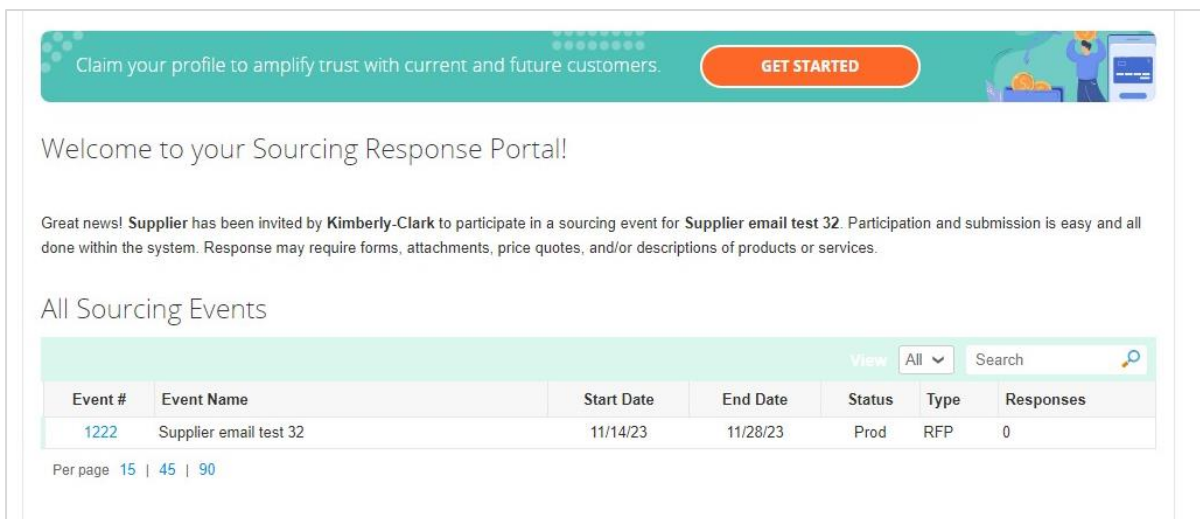 Claim your profile to amplify trust with current and future customers. GET STARTED
Welcome to your Sourcing Response Portal!
Great news! Supplier has been invited by Kimberly-Clark to participate in a sourcing event for Supplier email test 32. Participation and submission is easy and all
done within the system. Response may require forms, attachments, price quotes, and/or descriptions of products or services.
All Sourcing Events
View All Search
Event # Event Name Start Date End Date Status Type Responses
1222 Supplier email test 32 11/14/23 11/28/23 Prod RFP 0
Per page 15 | 45 | 90